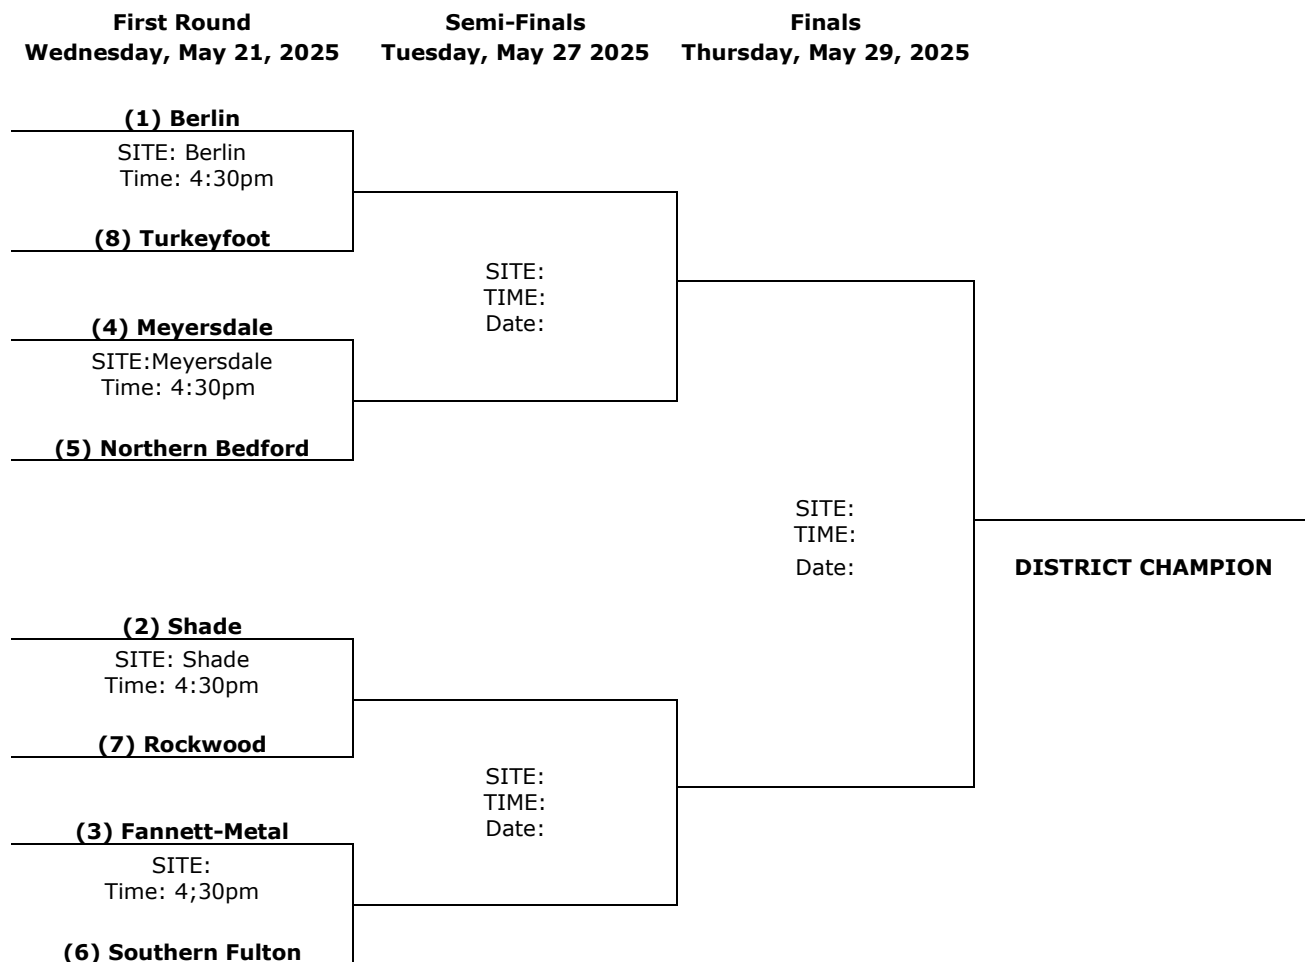 First Round
Wednesday, May 21, 2025
Semi-Finals
Tuesday, May 27 2025
Finals
Thursday, May 29, 2025
(1) Berlin
SITE: Berlin
Time: 4:30pm
(8) Turkeyfoot
SITE:
TIME:
Date:
(4) Meyersdale
SITE:Meyersdale
Time: 4:30pm
(5) Northern Bedford
SITE:
TIME:
Date:
DISTRICT CHAMPION
(2) Shade
SITE: Shade
Time: 4:30pm
(7) Rockwood
SITE:
TIME:
Date:
(3) Fannett-Metal
SITE:
Time: 4;30pm
(6) Southern Fulton